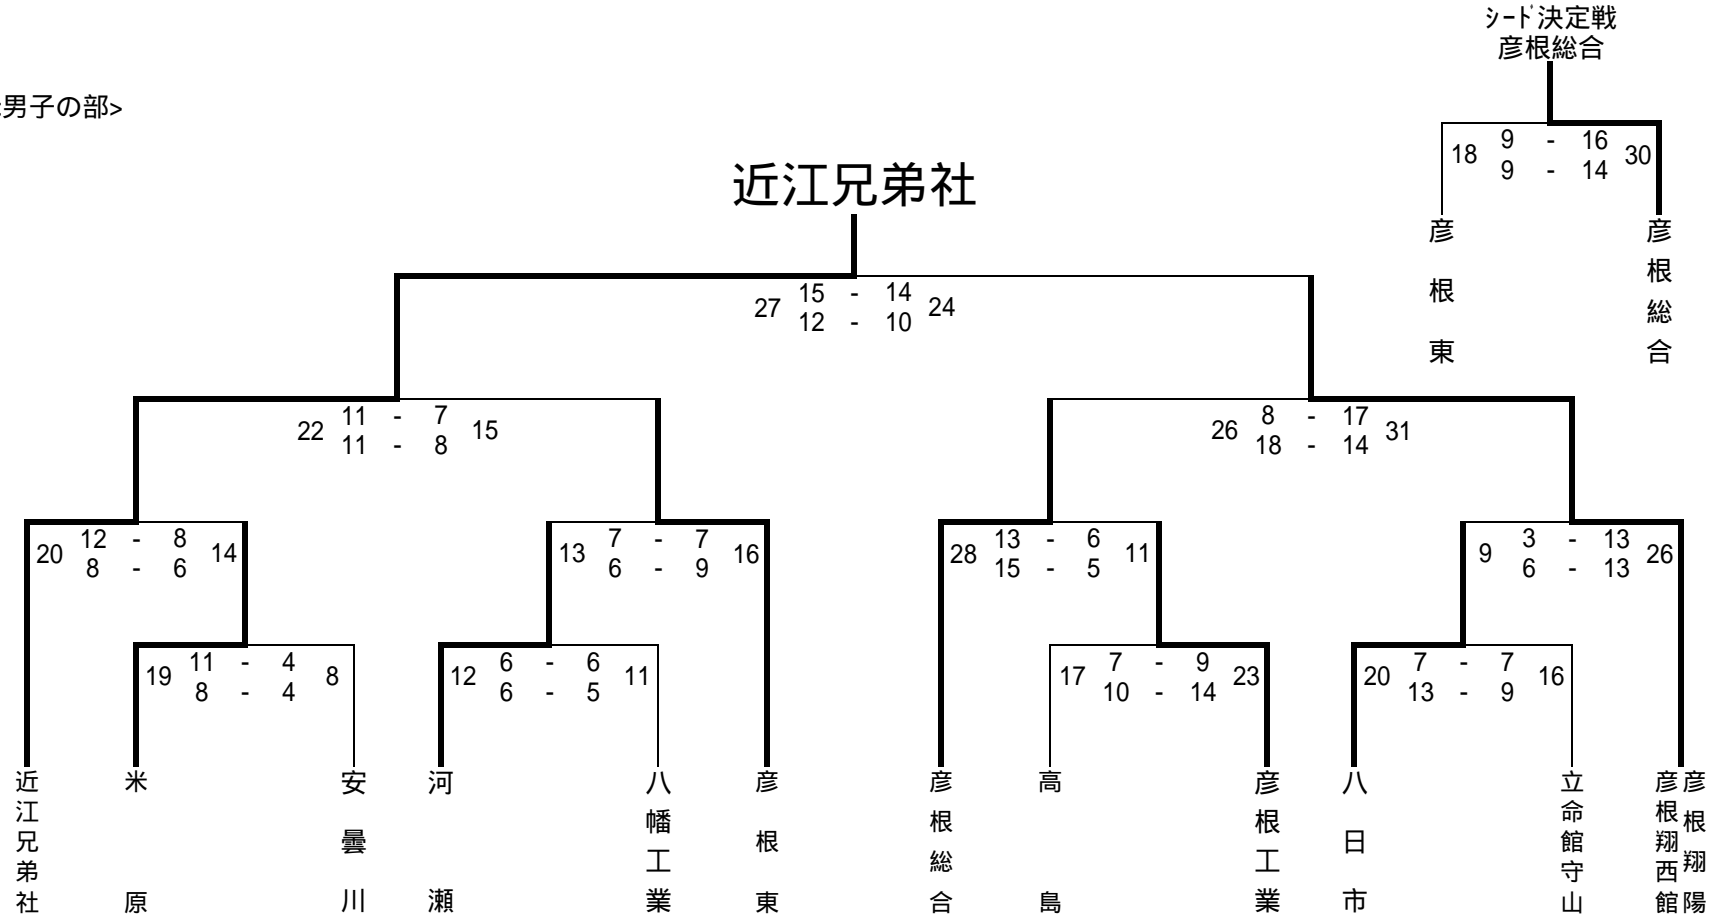 ｼｰﾄﾞ決定戦
彦根総合
男子の部>
9 - 16
18 30
9 - 14
彦根東
彦根総合
近江兄弟社
15 - 14
27 24
12 - 10
11 - 7
22 15
11 - 8
8 - 17
26 31
18 - 14
12 - 8
20 14
8 - 6
7 - 7
13 16
6 - 9
13 - 6
28 11
15 - 5
3 - 13
9 26
6 - 13
11 - 4
19 8
8 - 4
6 - 6
12 11
6 - 5
7 - 9
17 23
10 - 14
7 - 7
20 16
13 - 9
近江兄弟社
米原
安曇川
河瀬
八幡工業
彦根東
彦根総合
高島
彦根工業
八日市
立命館守山
彦根翔西館
彦根翔陽